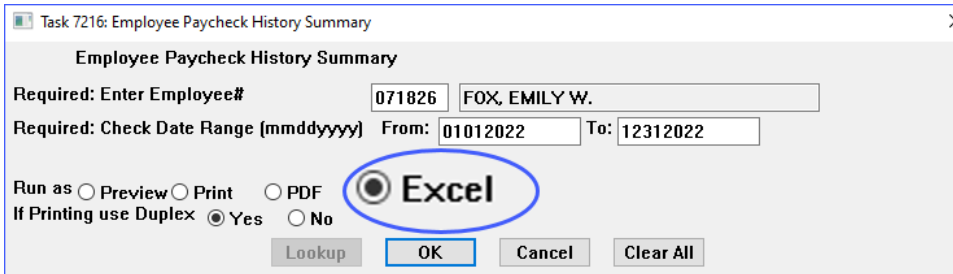 Task 7216: Employee Paycheck History Summary
Employee Paycheck History Summary
Required: Enter Employee# 071826 FOX, EMILY W.
Required: Check Date Range (mmddyyyy) From: 01012022 To: 12312022
Run as Preview Print PDF Excel
If Printing use Duplex Yes No
Lookup OK Cancel Clear All